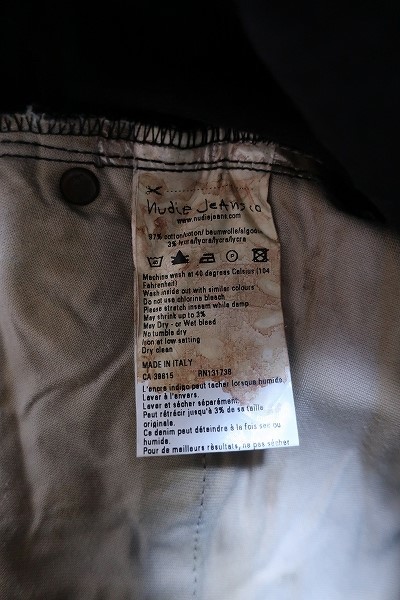 nudie jeans co
www.nudiejeans.com
97% cotton/coton/ baumwolle/algodo
3% lycra/lycra/lycra/lycra
Machine wash at 40 degrees Celsius (104
Fahrenheit)
Wash inside out with similar colours
Do not use chlorine bleach
Please stretch inseam while damp
May shrink up to 3%
May Dry- or Wet bleed
No tumble dry
Iron at low setting
Dry clean
MADE IN ITALY
CA 38615 RN131738
L'encre indigo peut tacher lorsque humide.
Laver à l'envers.
Laver et sécher séparément.
Peut rétrécir jusqu'à 3% de sa taille
originale.
Ce denim peut déteindre à la fois sec ou
humide.
Pour de meilleurs résultats, ne pas sécher